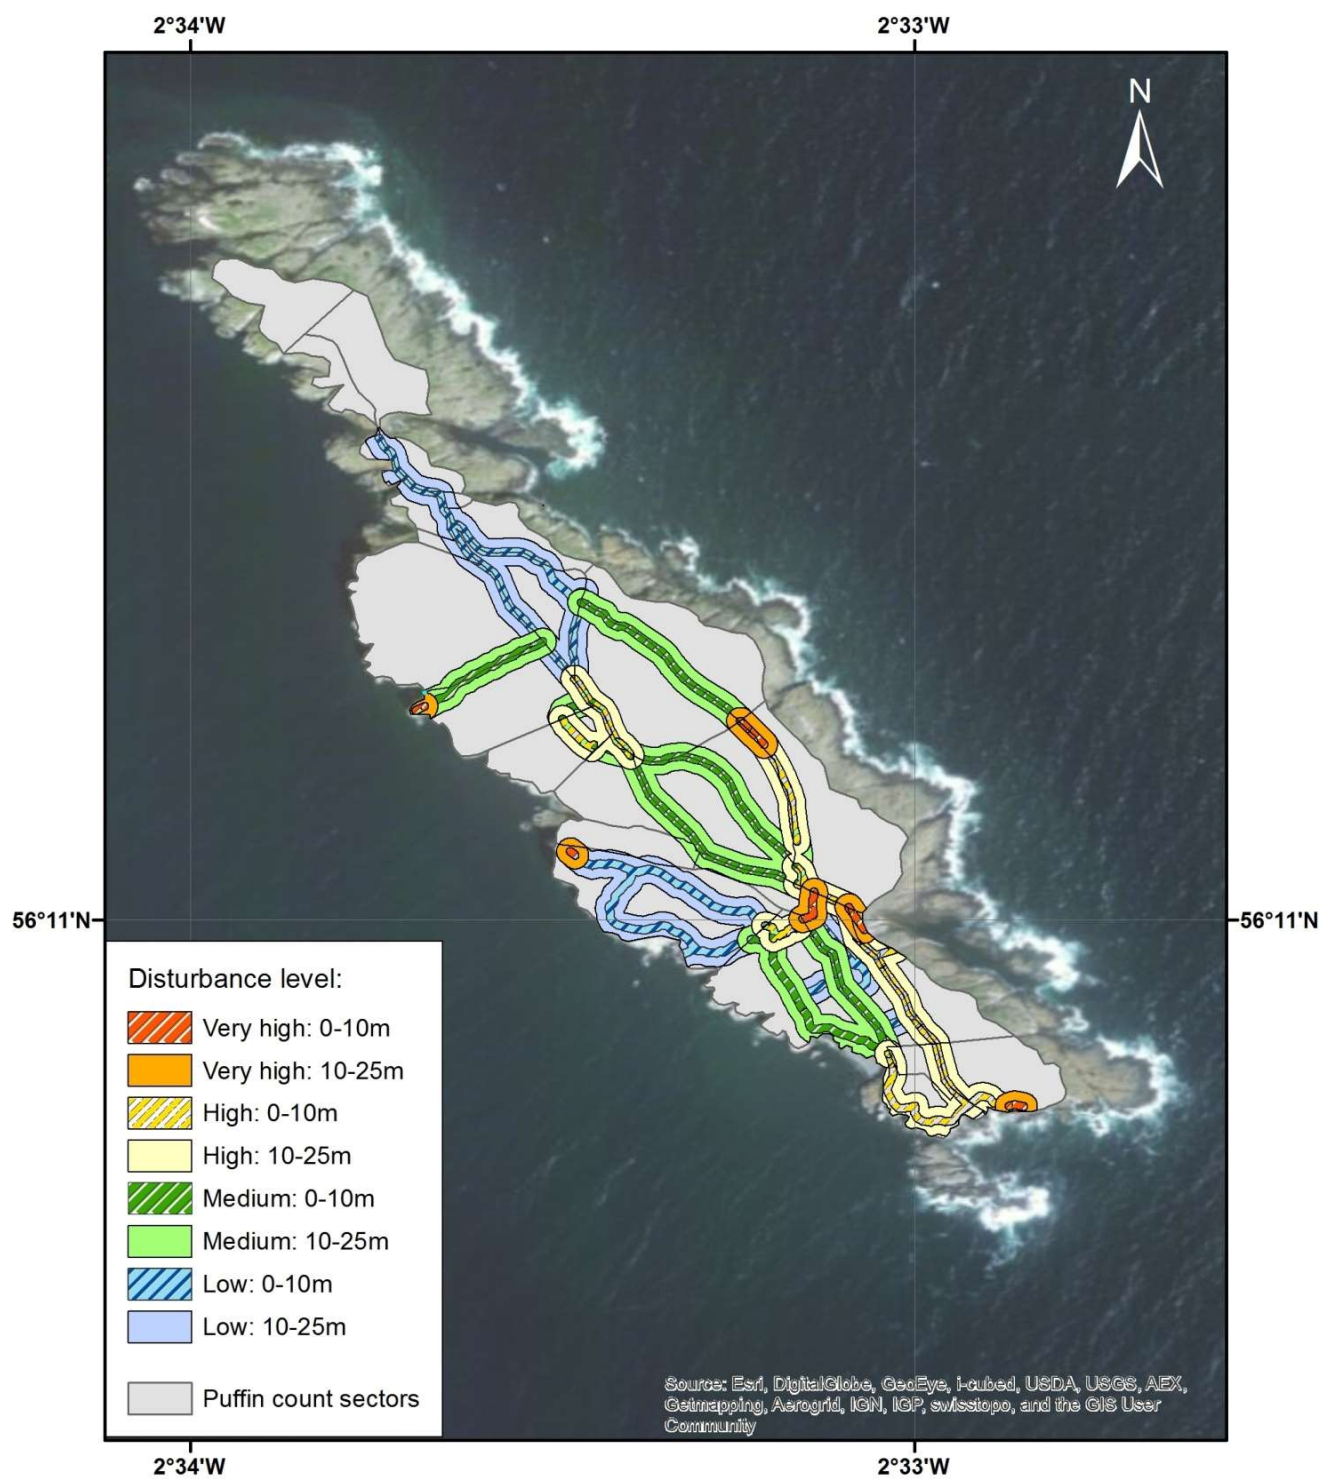 2°34'W 2°33'W
N
56°11'N 56°11'N
Disturbance level:
Very high: 0-10m
Very high: 10-25m
High: 0-10m
High: 10-25m
Medium: 0-10m
Medium: 10-25m
Low: 0-10m
Low: 10-25m
Puffin count sectors
Source: Esri, DigitalGlobe, GeoEye, i-cubed, USDA, USGS, AEX,
Getmapping, Aerogrid, IGN, IGP, swisstopo, and the GIS User
Community
2°34'W 2°33'W